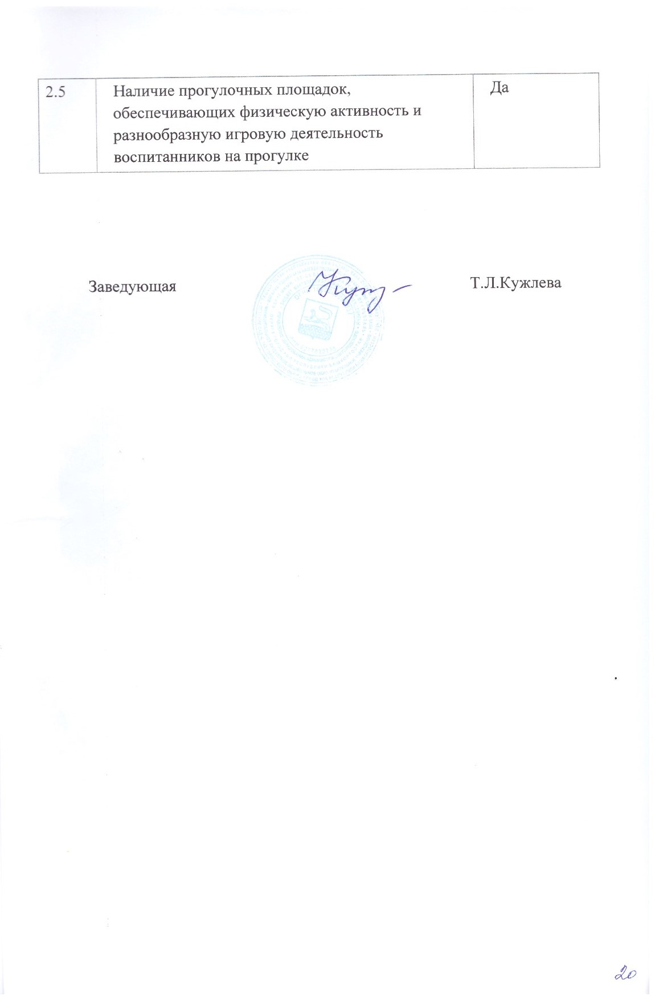 2.5
Наличие прогулочных площадок,
обеспечивающих физическую активность и
разнообразную игровую деятельность
воспитанников на прогулке
Да
Заведующая
Т.Л.Кужлева
20